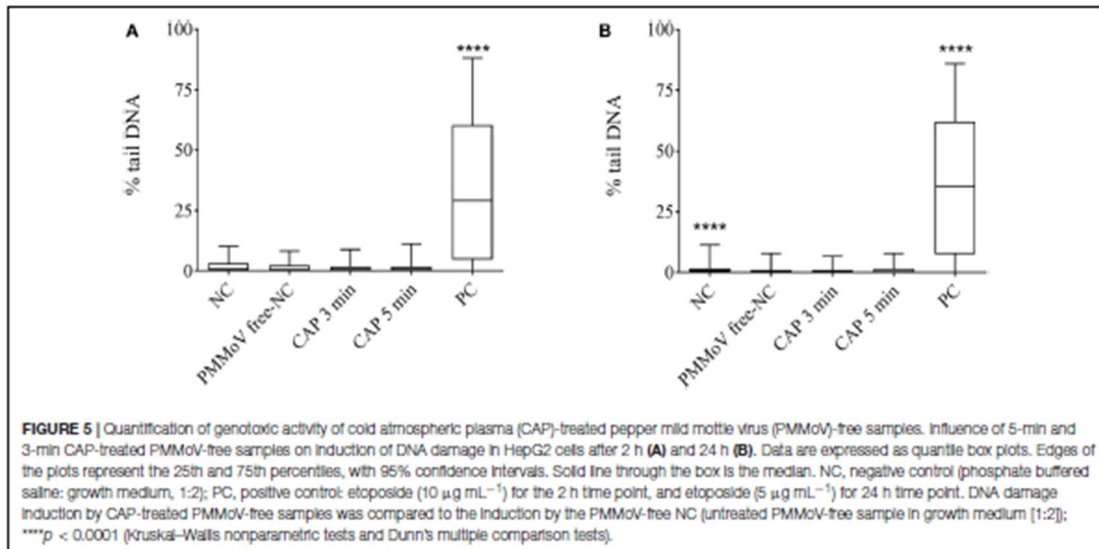 A
B
100
75
50
25
0
% tail DNA
****
NC
PMMoV free-NC
CAP 3 min
CAP 5 min
PC
100
75
50
25
0
% tail DNA
****
****
NC
PMMoV free-NC
CAP 3 min
CAP 5 min
PC
FIGURE 5 | Quantification of genotoxic activity of cold atmospheric plasma (CAP)-treated pepper mild mottle virus (PMMoV)-free samples. Influence of 5-min and
3-min CAP-treated PMMoV-free samples on induction of DNA damage in HepG2 cells after 2 h (A) and 24 h (B). Data are expressed as quantile box plots. Edges of
the plots represent the 25th and 75th percentiles, with 95% confidence intervals. Solid line through the box is the median. NC, negative control (phosphate buffered
saline: growth medium, 1:2); PC, positive control: etoposide (10 μg mL⁻¹) for the 2 h time point, and etoposide (5 μg mL⁻¹) for 24 h time point. DNA damage
induction by CAP-treated PMMoV-free samples was compared to the induction by the PMMoV-free NC (untreated PMMoV-free sample in growth medium [1:2]);
****p < 0.0001 (Kruskal–Wallis nonparametric tests and Dunn's multiple comparison tests).